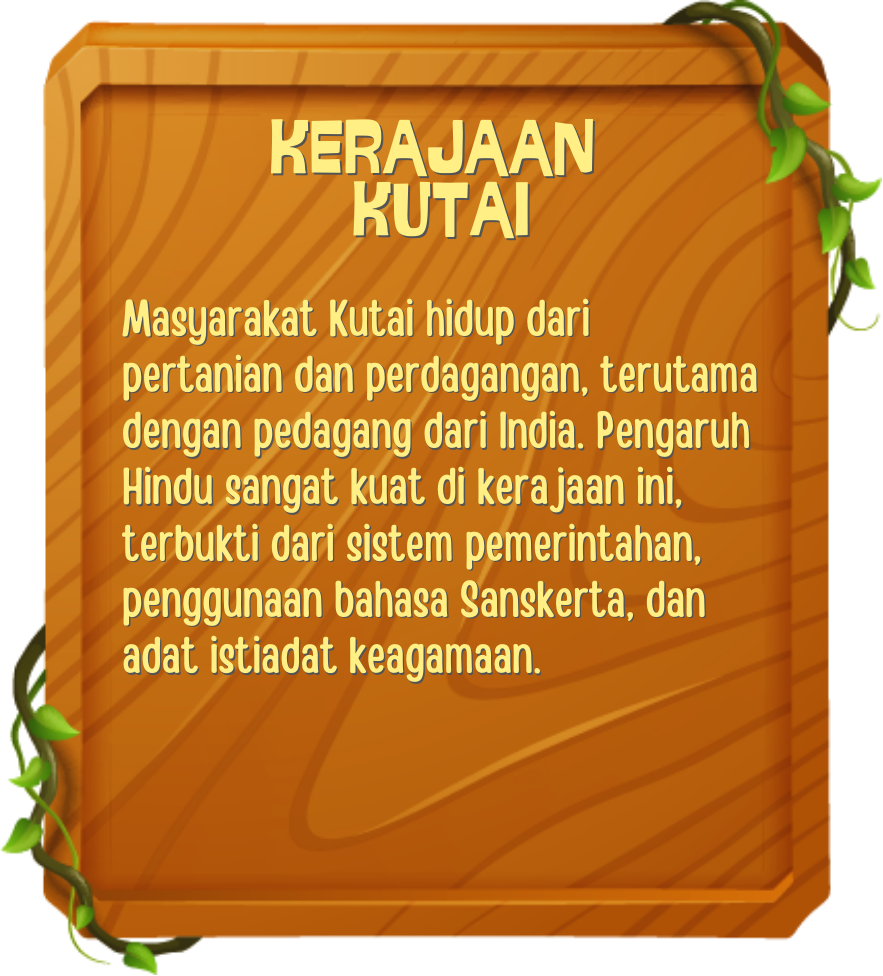 KERAJAAN
KUTAI
Masyarakat Kutai hidup dari
pertanian dan perdagangan, terutama
dengan pedagang dari India. Pengaruh
Hindu sangat kuat di kerajaan ini,
terbukti dari sistem pemerintahan,
penggunaan bahasa Sanskerta, dan
adat istiadat keagamaan.